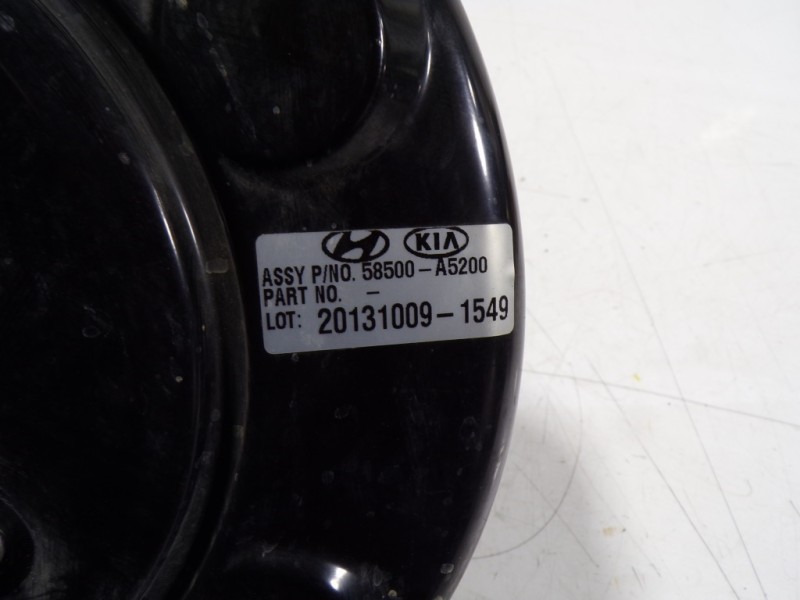 KIA
ASSY P/NO. 58500-A5200
PART NO. -
LOT: 20131009-1549